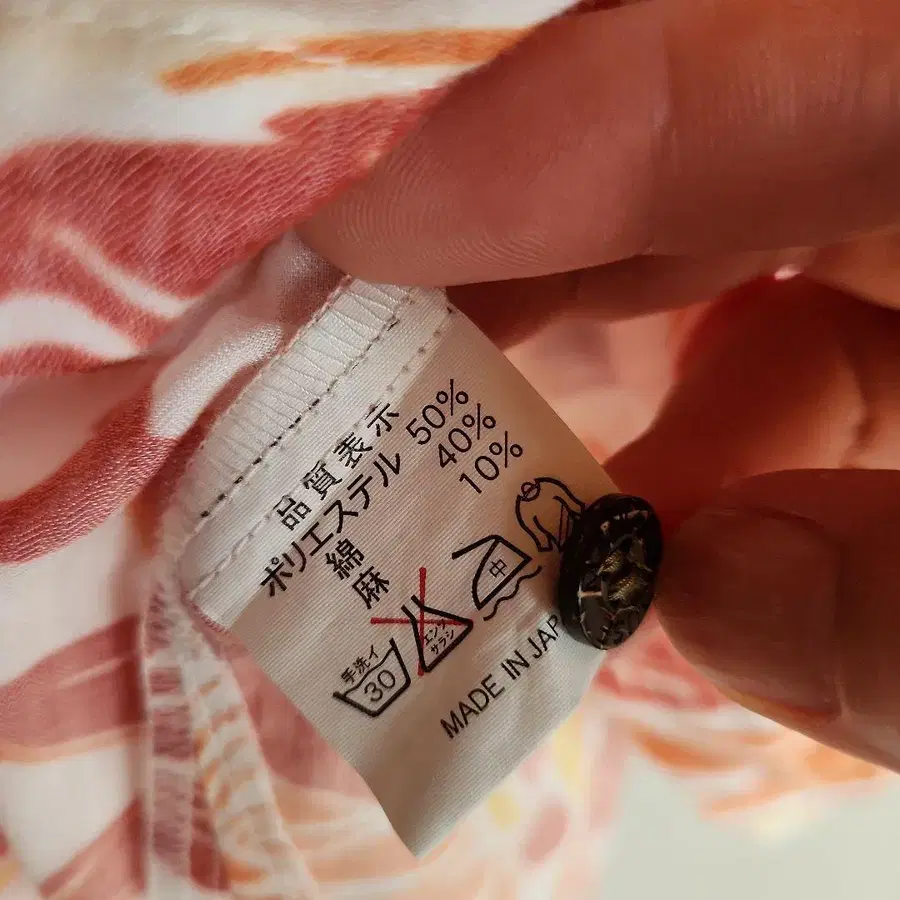 品質表示
ポリエステル 50%
綿 40%
麻 10%
手洗イ
30
エンソ
サラシ
中
MADE IN JAP